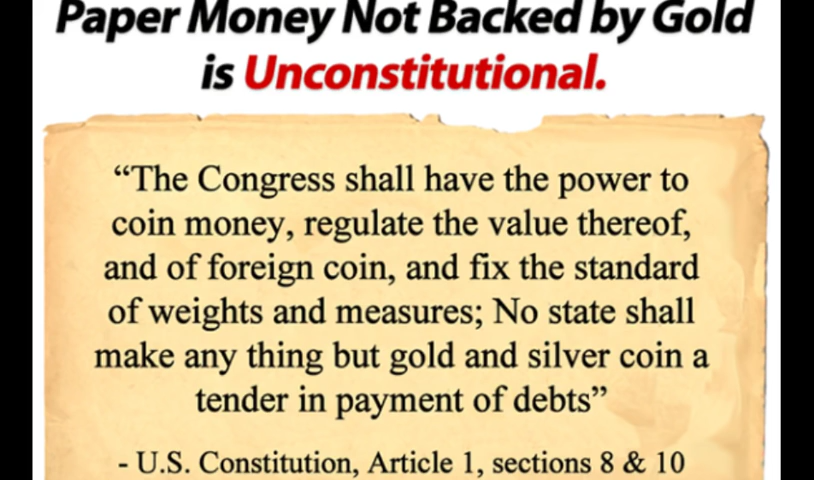 Paper Money Not Backed by Gold
is Unconstitutional.
“The Congress shall have the power to
coin money, regulate the value thereof,
and of foreign coin, and fix the standard
of weights and measures; No state shall
make any thing but gold and silver coin a
tender in payment of debts”
- U.S. Constitution, Article 1, sections 8 & 10